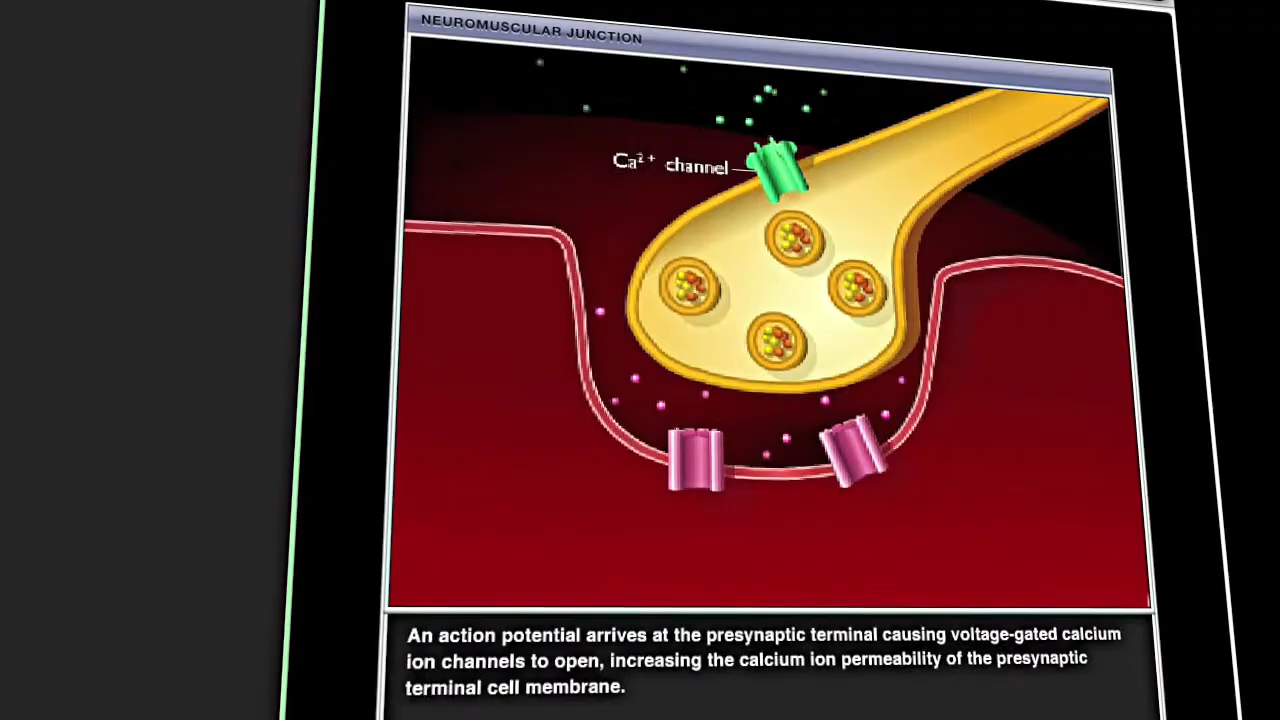 NEUROMUSCULAR JUNCTION
Ca²⁺ channel
An action potential arrives at the presynaptic terminal causing voltage-gated calcium
ion channels to open, increasing the calcium ion permeability of the presynaptic
terminal cell membrane.